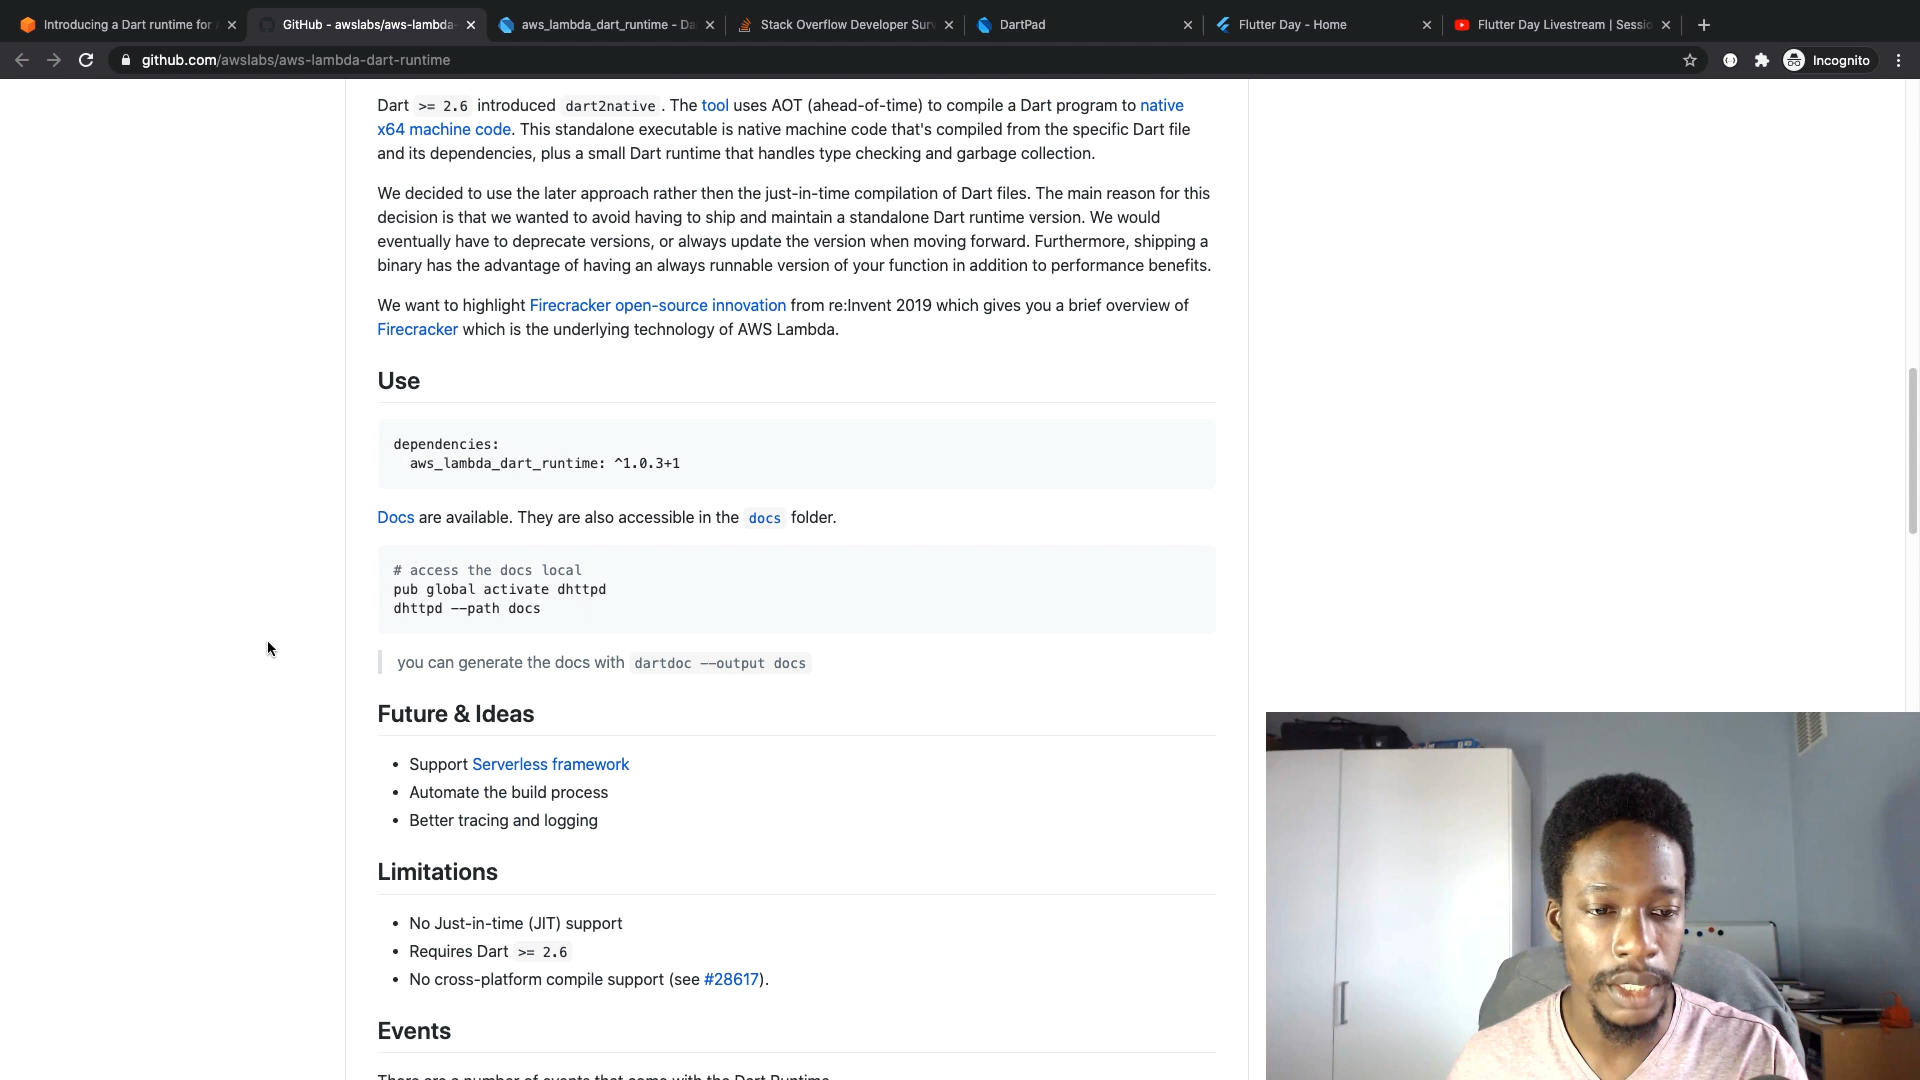 Introducing a Dart runtime for
GitHub - awslabs/aws-lambda-
aws_lambda_dart_runtime - Da
Stack Overflow Developer Surv
DartPad
Flutter Day - Home
Flutter Day Livestream | Sessio
github.com/awslabs/aws-lambda-dart-runtime
Incognito
Dart >= 2.6 introduced dart2native. The tool uses AOT (ahead-of-time) to compile a Dart program to native
x64 machine code. This standalone executable is native machine code that's compiled from the specific Dart file
and its dependencies, plus a small Dart runtime that handles type checking and garbage collection.
We decided to use the later approach rather then the just-in-time compilation of Dart files. The main reason for this
decision is that we wanted to avoid having to ship and maintain a standalone Dart runtime version. We would
eventually have to deprecate versions, or always update the version when moving forward. Furthermore, shipping a
binary has the advantage of having an always runnable version of your function in addition to performance benefits.
We want to highlight Firecracker open-source innovation from re:Invent 2019 which gives you a brief overview of
Firecracker which is the underlying technology of AWS Lambda.
Use
dependencies:
aws_lambda_dart_runtime: ^1.0.3+1
Docs are available. They are also accessible in the docs folder.
# access the docs local
pub global activate dhttpd
dhttpd --path docs
you can generate the docs with dartdoc --output docs
Future & Ideas
• Support Serverless framework
• Automate the build process
• Better tracing and logging
Limitations
• No Just-in-time (JIT) support
• Requires Dart >= 2.6
• No cross-platform compile support (see #28617).
Events
There are a number of events that come with the Dart Runtime.